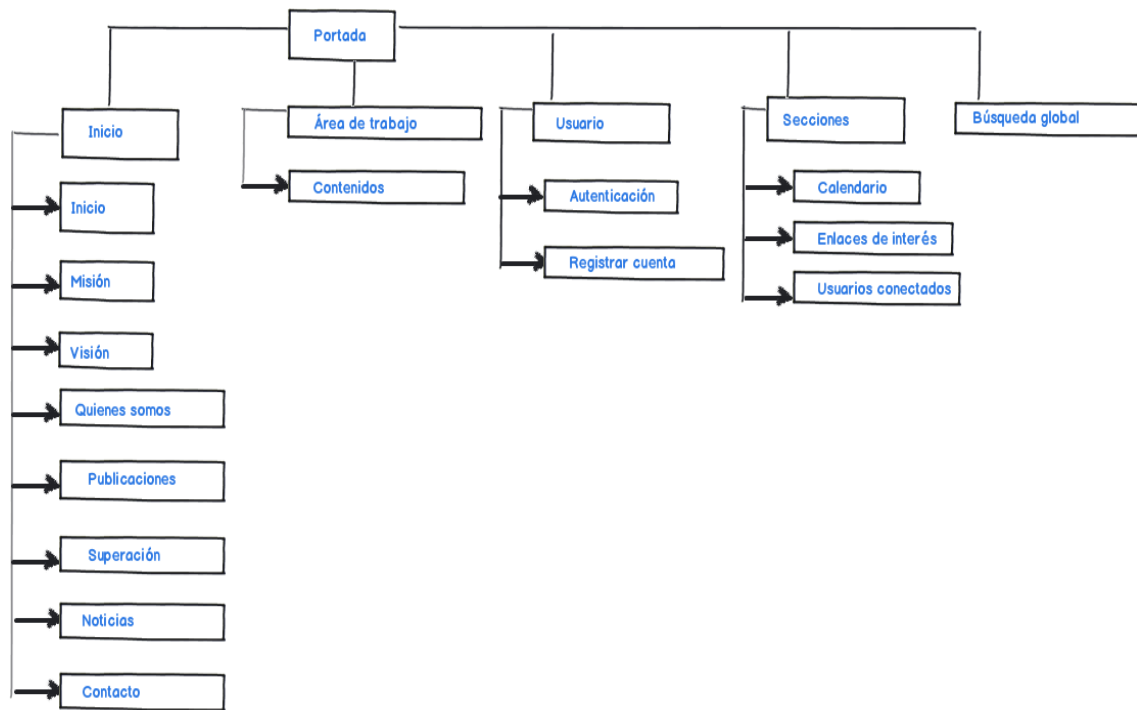 Portada
Inicio
Área de trabajo
Usuario
Secciones
Búsqueda global
Inicio
Misión
Visión
Quienes somos
Publicaciones
Superación
Noticias
Contacto
Contenidos
Autenticación
Registrar cuenta
Calendario
Enlaces de interés
Usuarios conectados